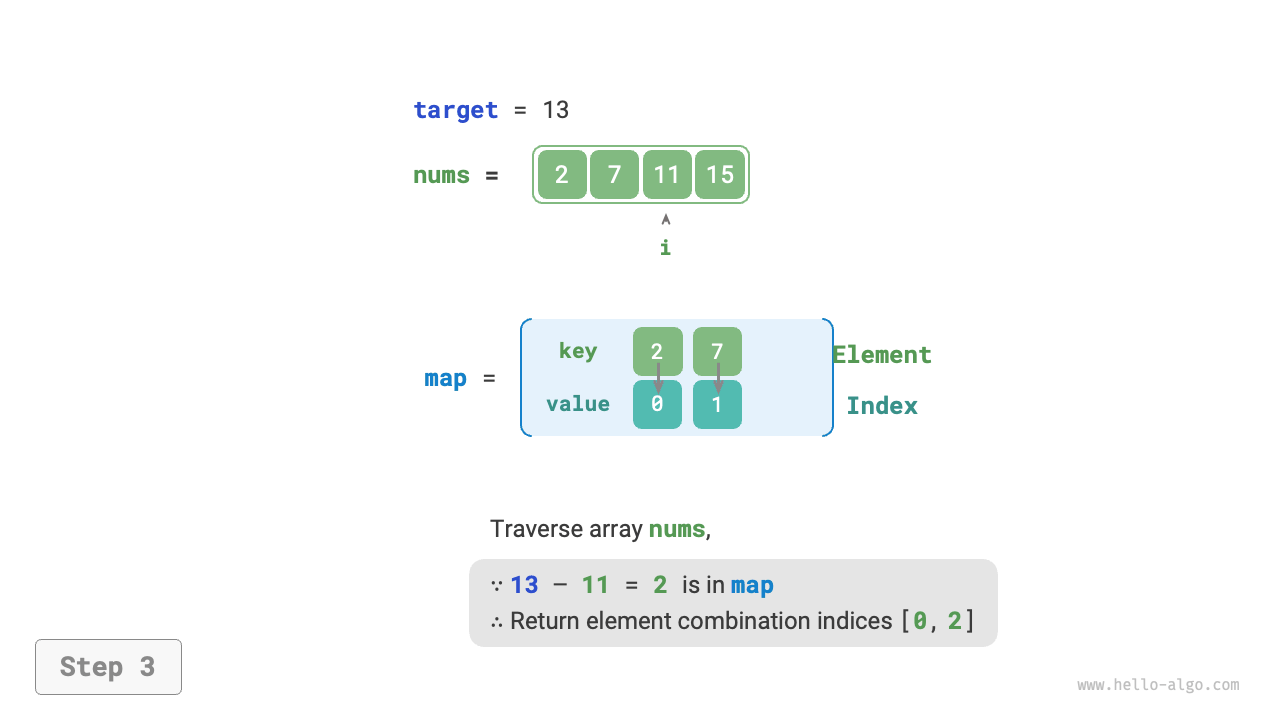 target = 13
nums = 2 7 11 15
i
key 2 7 Element
map =
value 0 1 Index
Traverse array nums,
∵ 13 − 11 = 2 is in map
∴ Return element combination indices [0, 2]
Step 3
www.hello-algo.com